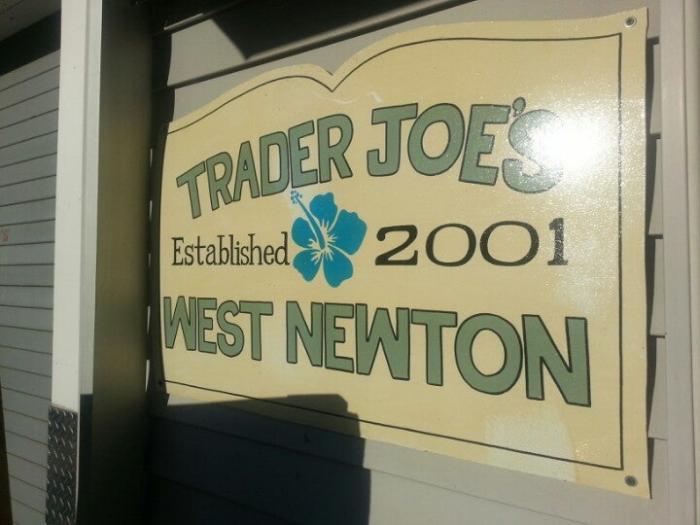 TRADER JOE'S
Established 2001
WEST NEWTON